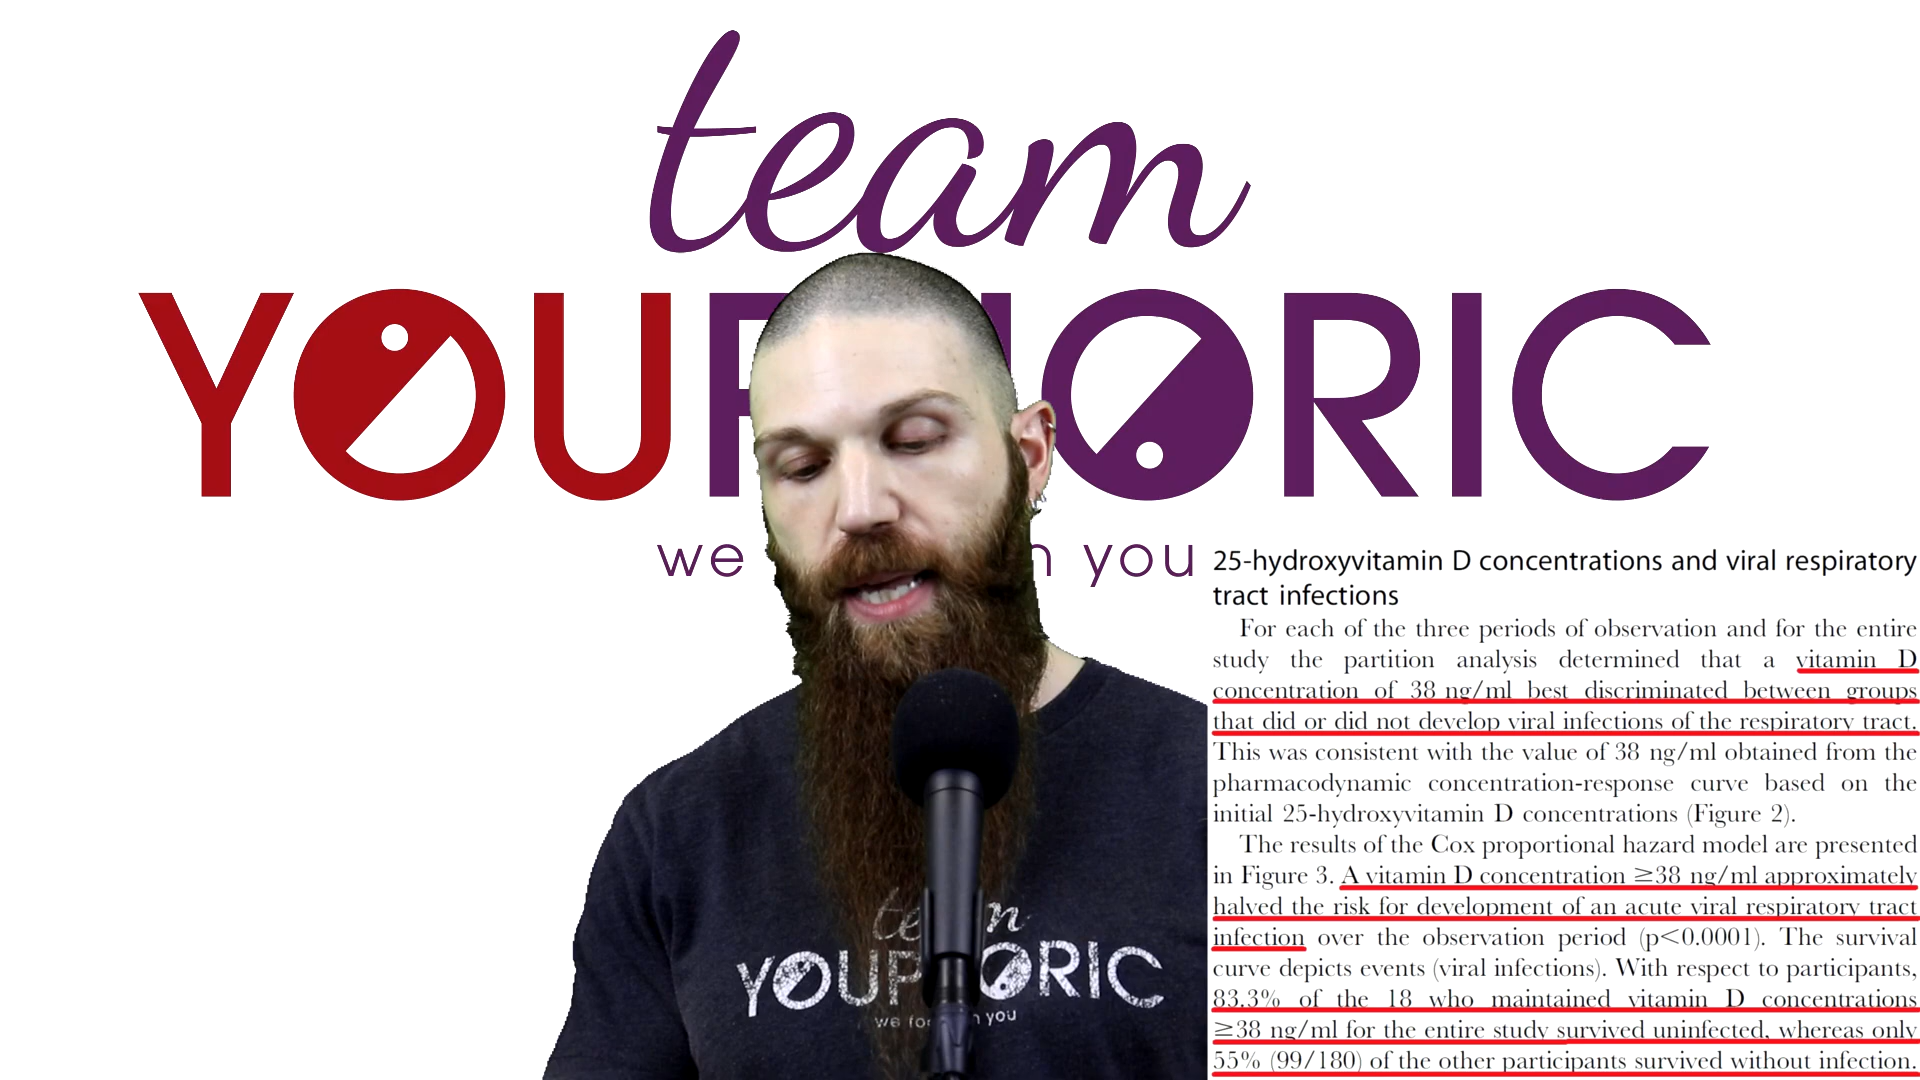 team
YOUPHORIC
we you
25-hydroxyvitamin D concentrations and viral respiratory
tract infections
For each of the three periods of observation and for the entire
study the partition analysis determined that a vitamin D
concentration of 38 ng/ml best discriminated between groups
that did or did not develop viral infections of the respiratory tract.
This was consistent with the value of 38 ng/ml obtained from the
pharmacodynamic concentration-response curve based on the
initial 25-hydroxyvitamin D concentrations (Figure 2).
The results of the Cox proportional hazard model are presented
in Figure 3. A vitamin D concentration ≥38 ng/ml approximately
halved the risk for development of an acute viral respiratory tract
infection over the observation period (p<0.0001). The survival
curve depicts events (viral infections). With respect to participants,
83.3% of the 18 who maintained vitamin D concentrations
≥38 ng/ml for the entire study survived uninfected, whereas only
55% (99/180) of the other participants survived without infection.
team
YOUPHORIC
we you